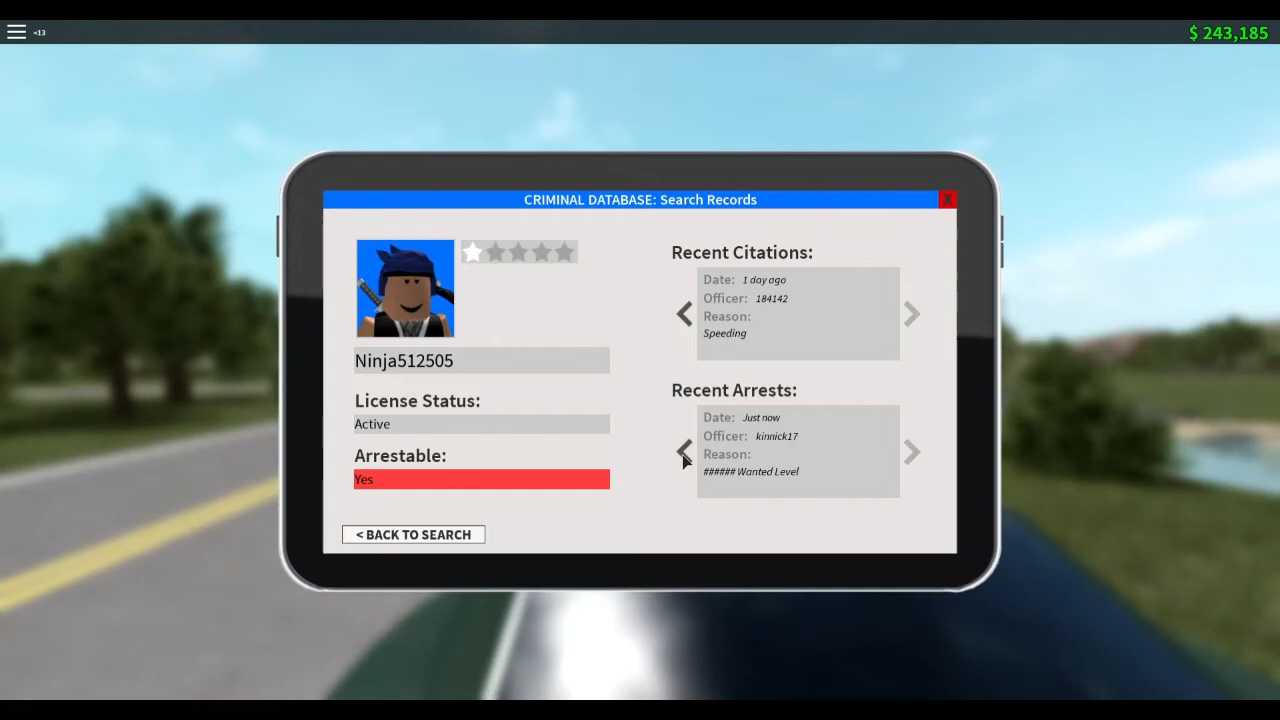 <13
$ 243,185
CRIMINAL DATABASE: Search Records
X
Ninja512505
License Status:
Active
Arrestable:
Yes
< BACK TO SEARCH
Recent Citations:
Date: 1 day ago
Officer: 184142
Reason:
Speeding
Recent Arrests:
Date: Just now
Officer: kinnick17
Reason:
###### Wanted Level